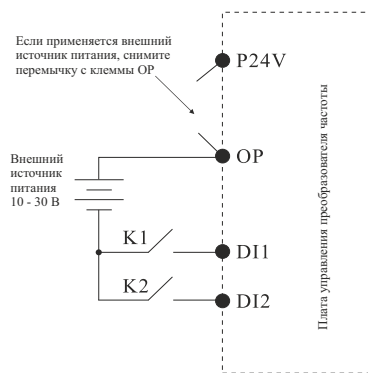 Если применяется внешний
источник питания, снимите
перемычку с клеммы ОР
P24V
OP
Внешний
источник
питания
10 - 30 В
K1
DI1
K2
DI2
Плата управления преобразователя частоты